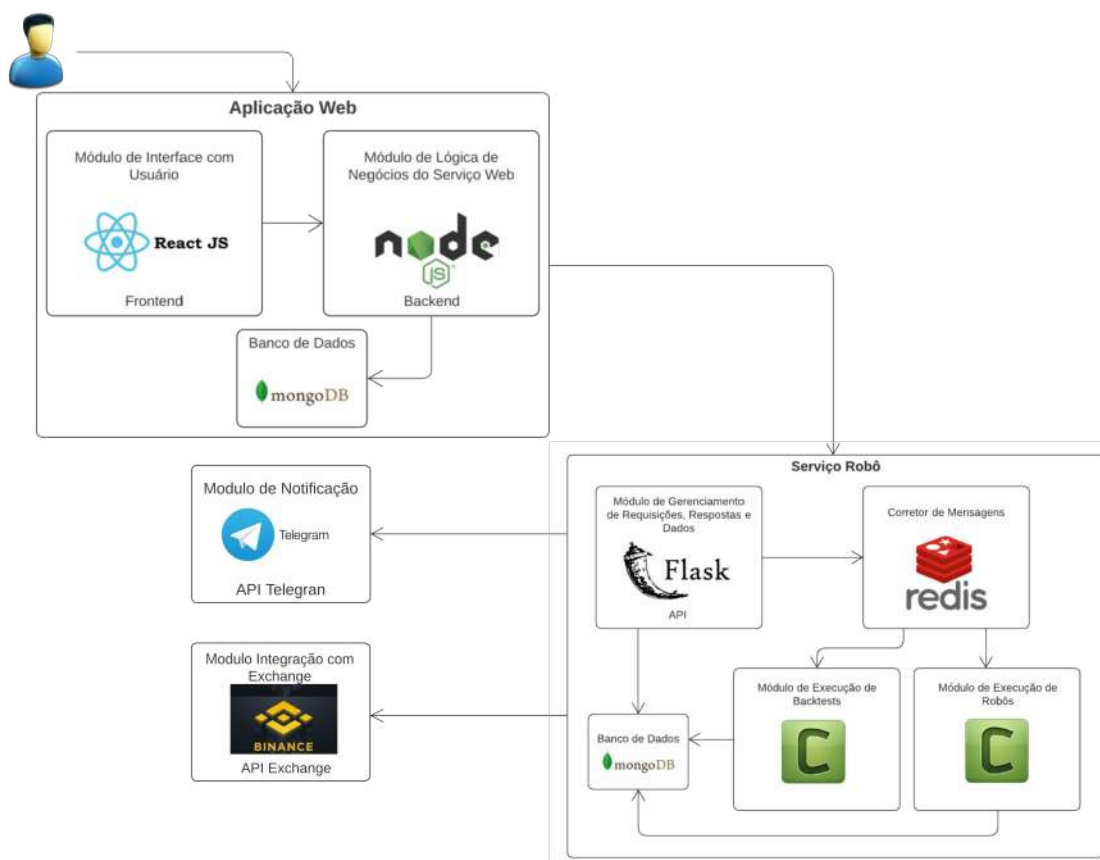 Aplicação Web
Módulo de Interface com
Usuário
React JS
Frontend
Módulo de Lógica de
Negócios do Serviço Web
node
JS
Backend
Banco de Dados
mongoDB
Modulo de Notificação
Telegram
API Telegran
Modulo Integração com
Exchange
BINANCE
API Exchange
Serviço Robô
Módulo de Gerenciamento
de Requisições, Respostas e
Dados
Flask
API
Corretor de Mensagens
redis
Módulo de Execução de
Backtests
C
Módulo de Execução de
Robôs
C
Banco de Dados
mongoDB